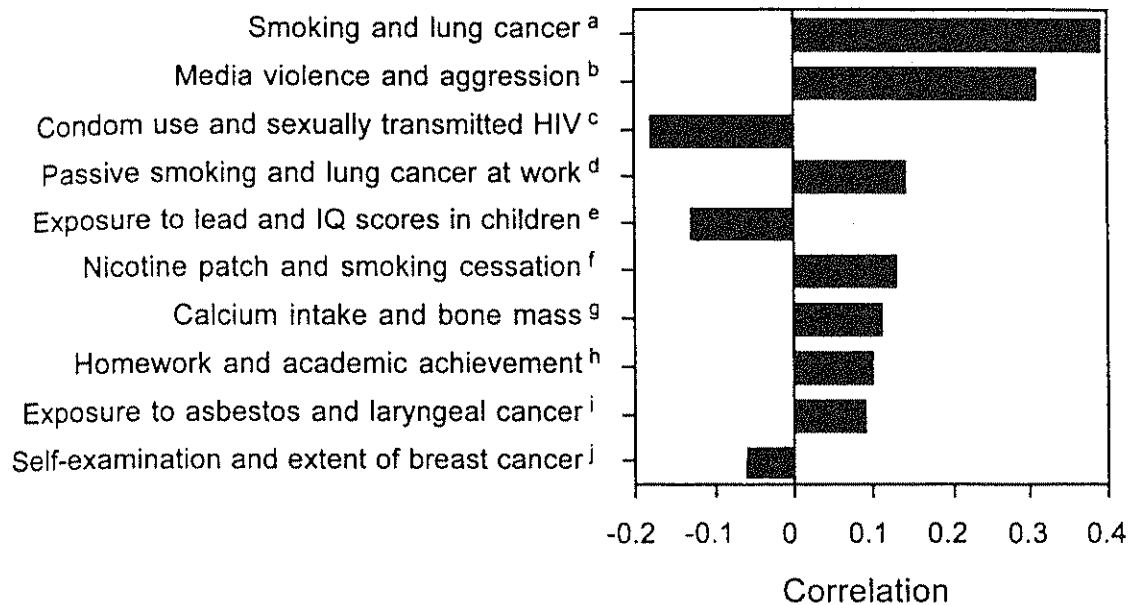 Smoking and lung cancer a
Media violence and aggression b
Condom use and sexually transmitted HIV c
Passive smoking and lung cancer at work d
Exposure to lead and IQ scores in children e
Nicotine patch and smoking cessation f
Calcium intake and bone mass g
Homework and academic achievement h
Exposure to asbestos and laryngeal cancer i
Self-examination and extent of breast cancer j
-0.2 -0.1 0 0.1 0.2 0.3 0.4
Correlation